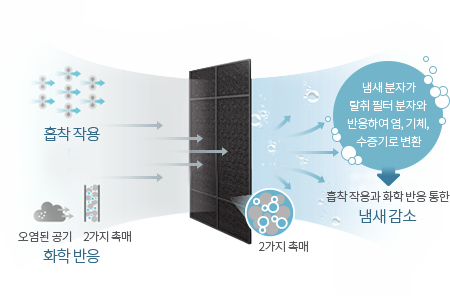 흡착 작용
오염된 공기
2가지 촉매
화학 반응
2가지 촉매
냄새 분자가
탈취 필터 분자와
반응하여 염, 기체,
수증기로 변환
흡착 작용과 화학 반응 통한
냄새 감소